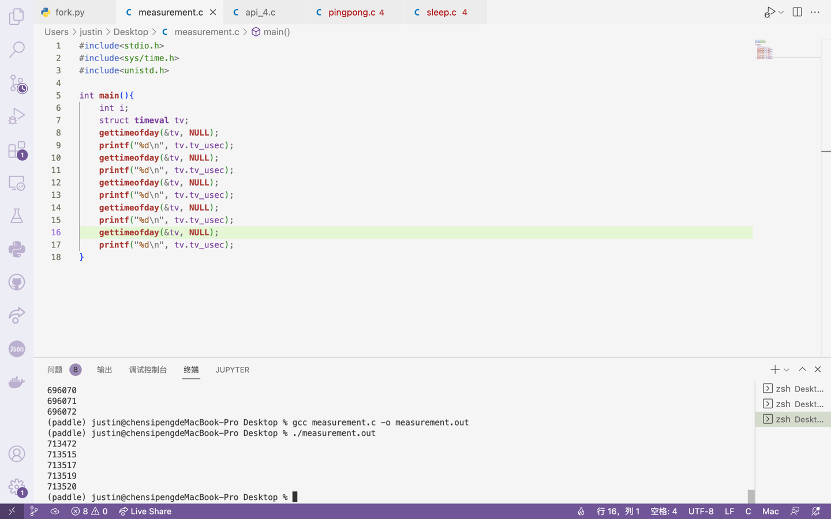 fork.py
C measurement.c
C api_4.c
C pingpong.c 4
C sleep.c 4
Users > justin > Desktop > C measurement.c > main()
1 #include<stdio.h>
2 #include<sys/time.h>
3 #include<unistd.h>
4
5 int main(){
6 int i;
7 struct timeval tv;
8 gettimeofday(&tv, NULL);
9 printf("%d\n", tv.tv_usec);
10 gettimeofday(&tv, NULL);
11 printf("%d\n", tv.tv_usec);
12 gettimeofday(&tv, NULL);
13 printf("%d\n", tv.tv_usec);
14 gettimeofday(&tv, NULL);
15 printf("%d\n", tv.tv_usec);
16 gettimeofday(&tv, NULL);
17 printf("%d\n", tv.tv_usec);
18 }
1
Json
1
问题 8 输出 调试控制台 终端 JUPYTER
696070
696071
696072
(paddle) justin@chensipengdeMacBook-Pro Desktop % gcc measurement.c -o measurement.out
(paddle) justin@chensipengdeMacBook-Pro Desktop % ./measurement.out
713472
713515
713517
713519
713520
(paddle) justin@chensipengdeMacBook-Pro Desktop %
zsh Deskt...
zsh Deskt...
zsh Deskt...
8 0 Live Share 行 16，列 1 空格: 4 UTF-8 LF C Mac